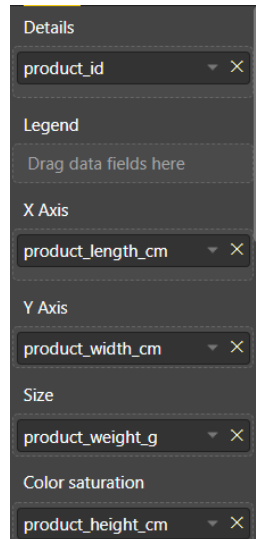 Details
product_id
Legend
Drag data fields here
X Axis
product_length_cm
Y Axis
product_width_cm
Size
product_weight_g
Color saturation
product_height_cm